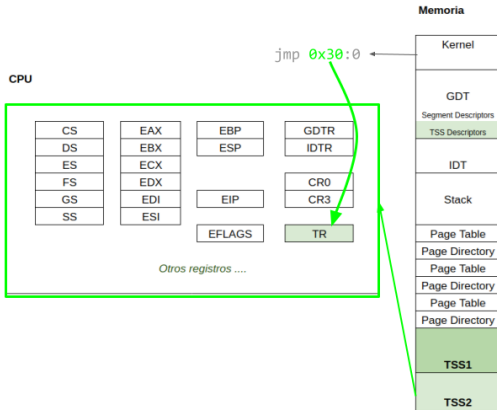 Memoria
jmp 0x30:0
Kernel
CPU
GDT
Segment Descriptors
TSS Descriptors
CS
DS
ES
FS
GS
SS
EAX
EBX
ECX
EDX
EDI
ESI
EBP
ESP
EIP
EFLAGS
GDTR
IDTR
CR0
CR3
TR
Otros registros ....
IDT
Stack
Page Table
Page Directory
Page Table
Page Directory
Page Table
Page Directory
TSS1
TSS2